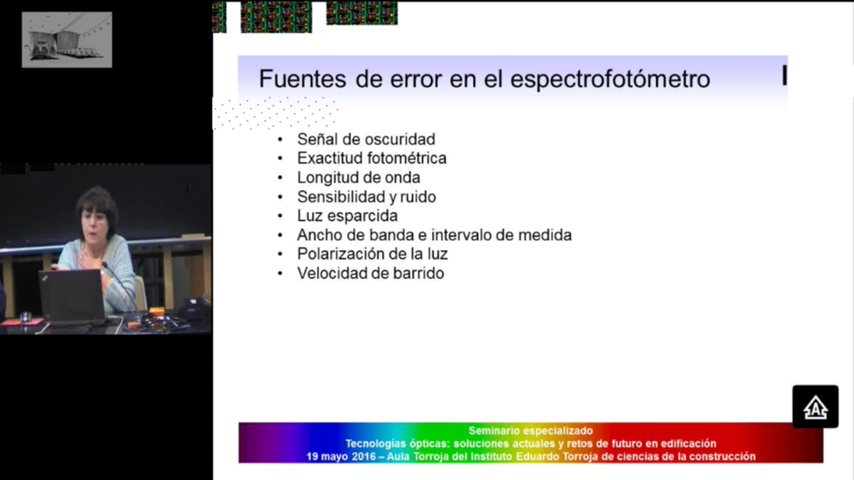 Fuentes de error en el espectrofotómetro
• Señal de oscuridad
• Exactitud fotométrica
• Longitud de onda
• Sensibilidad y ruido
• Luz esparcida
• Ancho de banda e intervalo de medida
• Polarización de la luz
• Velocidad de barrido
Seminario especializado
Tecnologías ópticas: soluciones actuales y retos de futuro en edificación
19 mayo 2016 – Aula Torroja del Instituto Eduardo Torroja de ciencias de la construcción